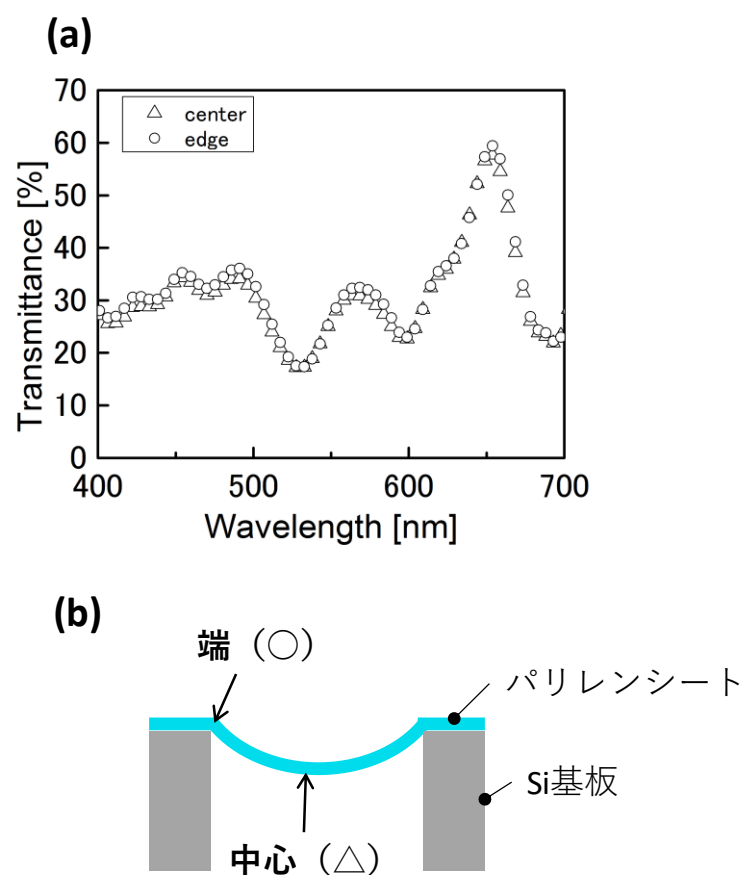 (a)
70
60
50
40
30
20
10
0
Transmittance [%]
center
edge
400 500 600 700
Wavelength [nm]
(b)
端（○）
パリレンシート
Si基板
中心（△）